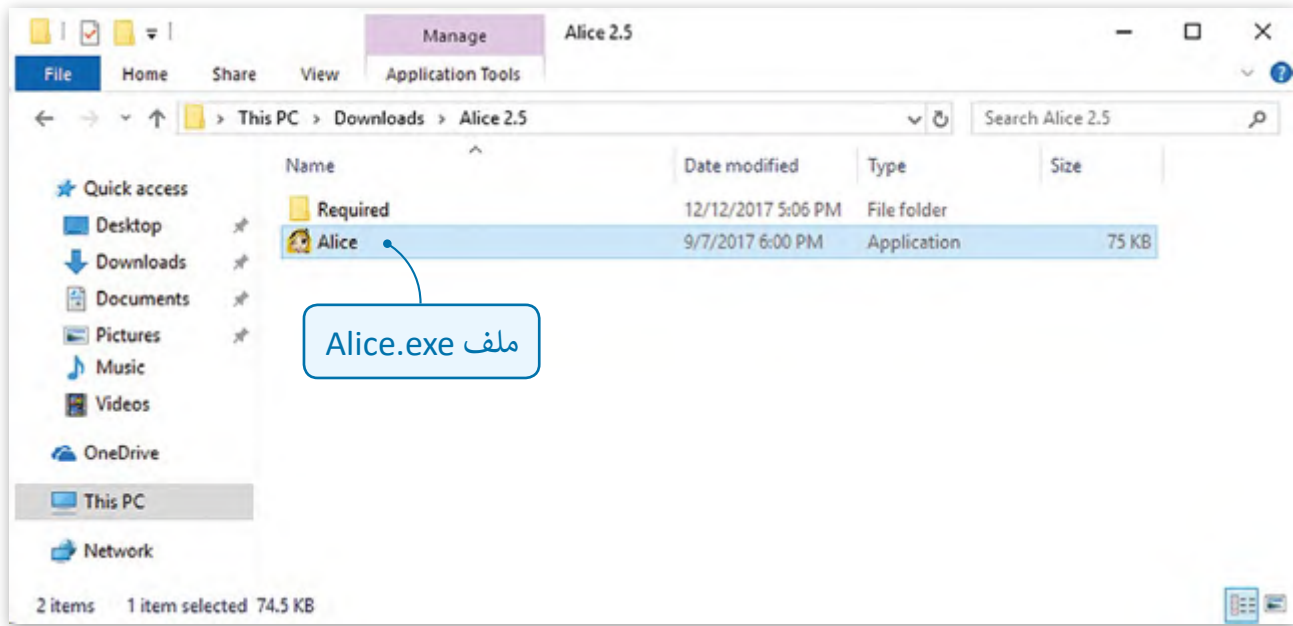 Manage
Alice 2.5
File
Home
Share
View
Application Tools
This PC > Downloads > Alice 2.5
Search Alice 2.5
Name
Date modified
Type
Size
Quick access
Desktop
Downloads
Documents
Pictures
Music
Videos
OneDrive
This PC
Network
Required 12/12/2017 5:06 PM File folder
Alice 9/7/2017 6:00 PM Application 75 KB
ملف Alice.exe
2 items 1 item selected 74.5 KB